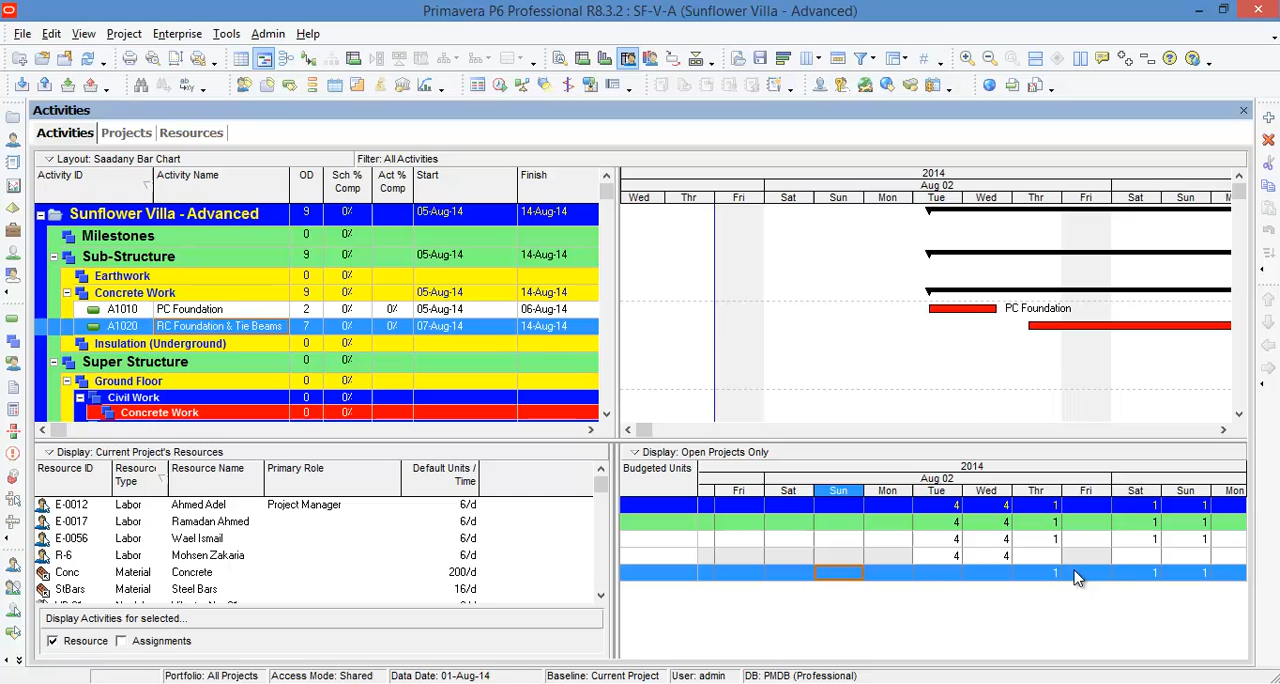 Primavera P6 Professional R8.3.2 : SF-V-A (Sunflower Villa - Advanced)
File Edit View Project Enterprise Tools Admin Help
Activities
Activities Projects Resources
Layout: Saadany Bar Chart Filter: All Activities
Activity ID Activity Name OD Sch % Comp Act % Comp Start Finish
Sunflower Villa - Advanced 9 0% 05-Aug-14 14-Aug-14
Milestones 0 0%
Sub-Structure 9 0% 05-Aug-14 14-Aug-14
Earthwork 0 0%
Concrete Work 9 0% 05-Aug-14 14-Aug-14
A1010 PC Foundation 2 0% 0% 05-Aug-14 06-Aug-14
A1020 RC Foundation & Tie Beams 7 0% 0% 07-Aug-14 14-Aug-14
Insulation (Underground) 0 0%
Super Structure 0 0%
Ground Floor 0 0%
Civil Work 0 0%
Concrete Work 0 0%
2014
Aug 02
Wed Thr Fri Sat Sun Mon Tue Wed Thr Fri Sat Sun M
PC Foundation
Display: Current Project's Resources
Resource ID Resourc Type Resource Name Primary Role Default Units / Time
E-0012 Labor Ahmed Adel Project Manager 6/d
E-0017 Labor Ramadan Ahmed 6/d
E-0056 Labor Wael Ismail 6/d
R-6 Labor Mohsen Zakaria 6/d
Conc Material Concrete 200/d
StBars Material Steel Bars 16/d
Display Activities for selected...
Resource Assignments
Display: Open Projects Only
Budgeted Units 2014
Aug 02
Fri Sat Sun Mon Tue Wed Thr Fri Sat Sun Mon
4 4 1 1 1
4 4 1 1 1
4 4 1 1 1
4 4
1 1 1
Portfolio: All Projects Access Mode: Shared Data Date: 01-Aug-14 Baseline: Current Project User: admin DB: PMDB (Professional)